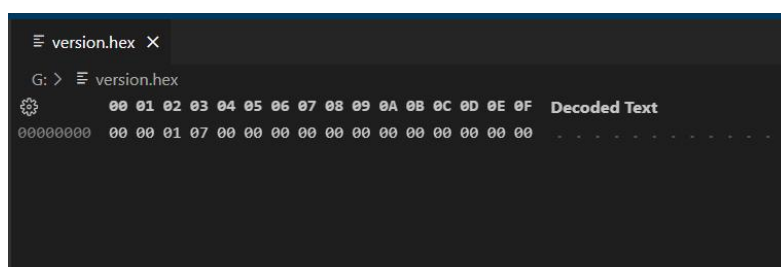 version.hex ×
G: > version.hex
00 01 02 03 04 05 06 07 08 09 0A 0B 0C 0D 0E 0F Decoded Text
00000000 00 00 01 07 00 00 00 00 00 00 00 00 00 00 00 00 . . . . . . . . . . . .